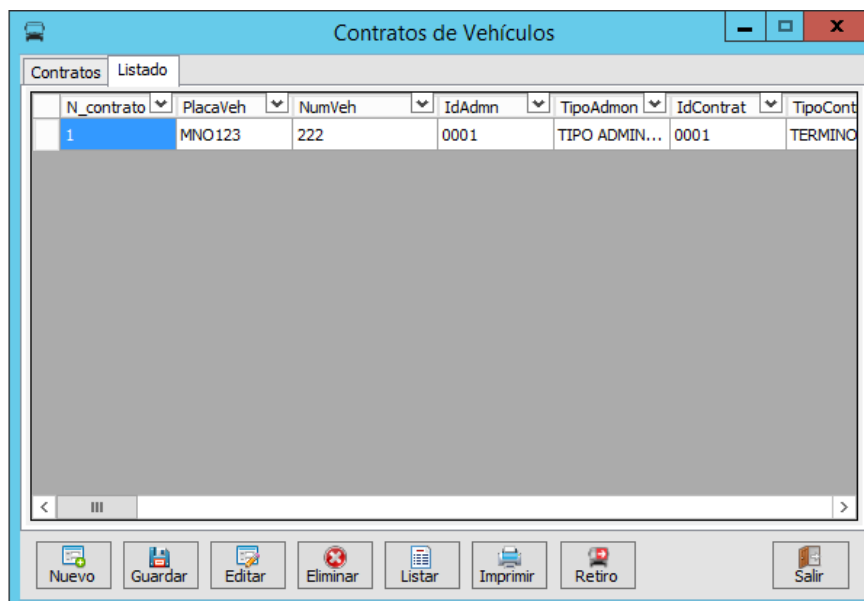 Contratos de Vehículos
Contratos Listado
N_contrato PlacaVeh NumVeh IdAdmn TipoAdmon IdContrat TipoCont
1 MNO123 222 0001 TIPO ADMIN... 0001 TERMINO
Nuevo Guardar Editar Eliminar Listar Imprimir Retiro Salir